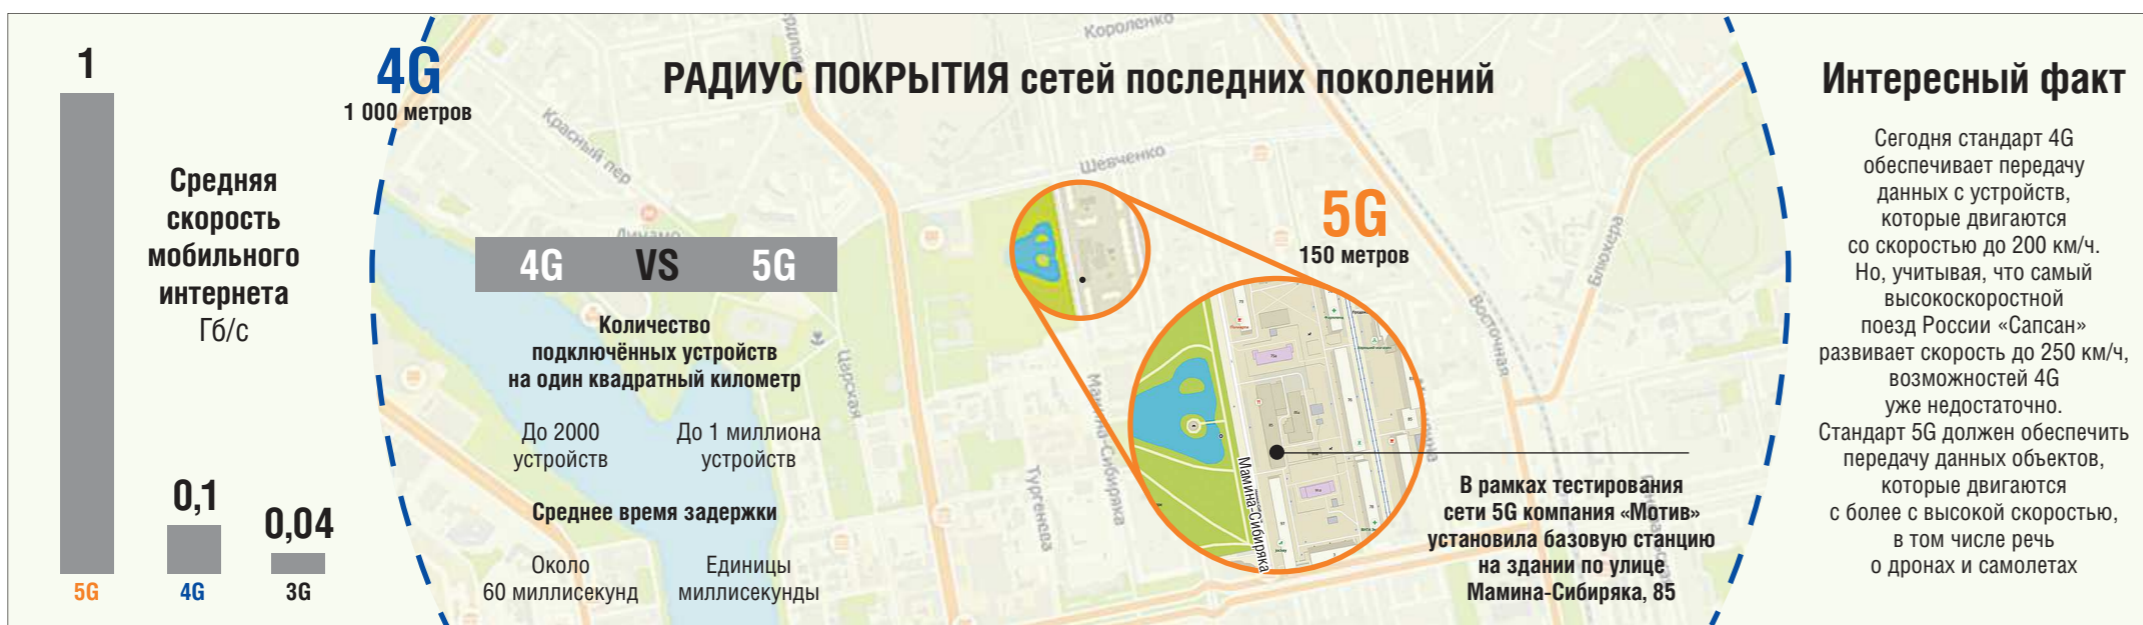 1
0,1
0,04
5G
4G
3G
Средняя
скорость
мобильного
интернета
Гб/с
4G
1 000 метров
РАДИУС ПОКРЫТИЯ сетей последних поколений
4G VS 5G
Количество
подключённых устройств
на один квадратный километр
До 2000
устройств
До 1 миллиона
устройств
Среднее время задержки
Около
60 миллисекунд
Единицы
миллисекунды
5G
150 метров
В рамках тестирования
сети 5G компания «Мотив»
установила базовую станцию
на здании по улице
Мамина-Сибиряка, 85
Короленко
Красный пер
Шевченко
Динамо
Царская
Тургенева
Мамина-Сибиряка
Мамина-Сибиряка
Восточная
Блюхера
Интересный факт
Сегодня стандарт 4G
обеспечивает передачу
данных с устройств,
которые двигаются
со скоростью до 200 км/ч.
Но, учитывая, что самый
высокоскоростной
поезд России «Сапсан»
развивает скорость до 250 км/ч,
возможностей 4G
уже недостаточно.
Стандарт 5G должен обеспечить
передачу данных объектов,
которые двигаются
с более с высокой скоростью,
в том числе речь
о дронах и самолетах